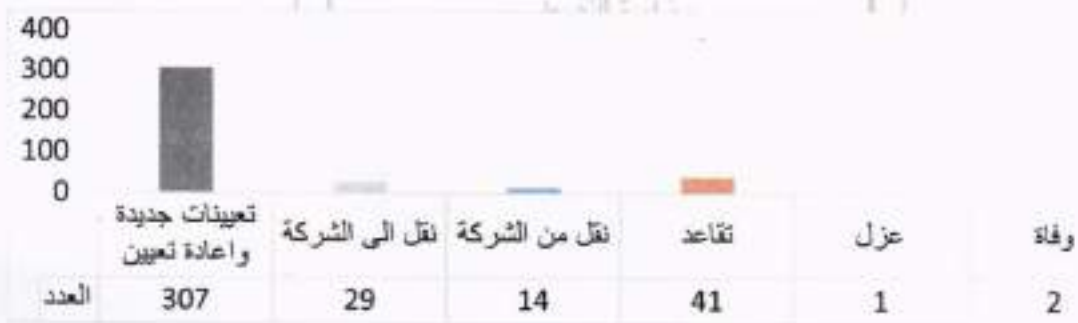 400
300
200
100
0
تعيينات جديدة واعادة تعيين
نقل الى الشركة
نقل من الشركة
تقاعد
عزل
وفاة
العدد 307 29 14 41 1 2